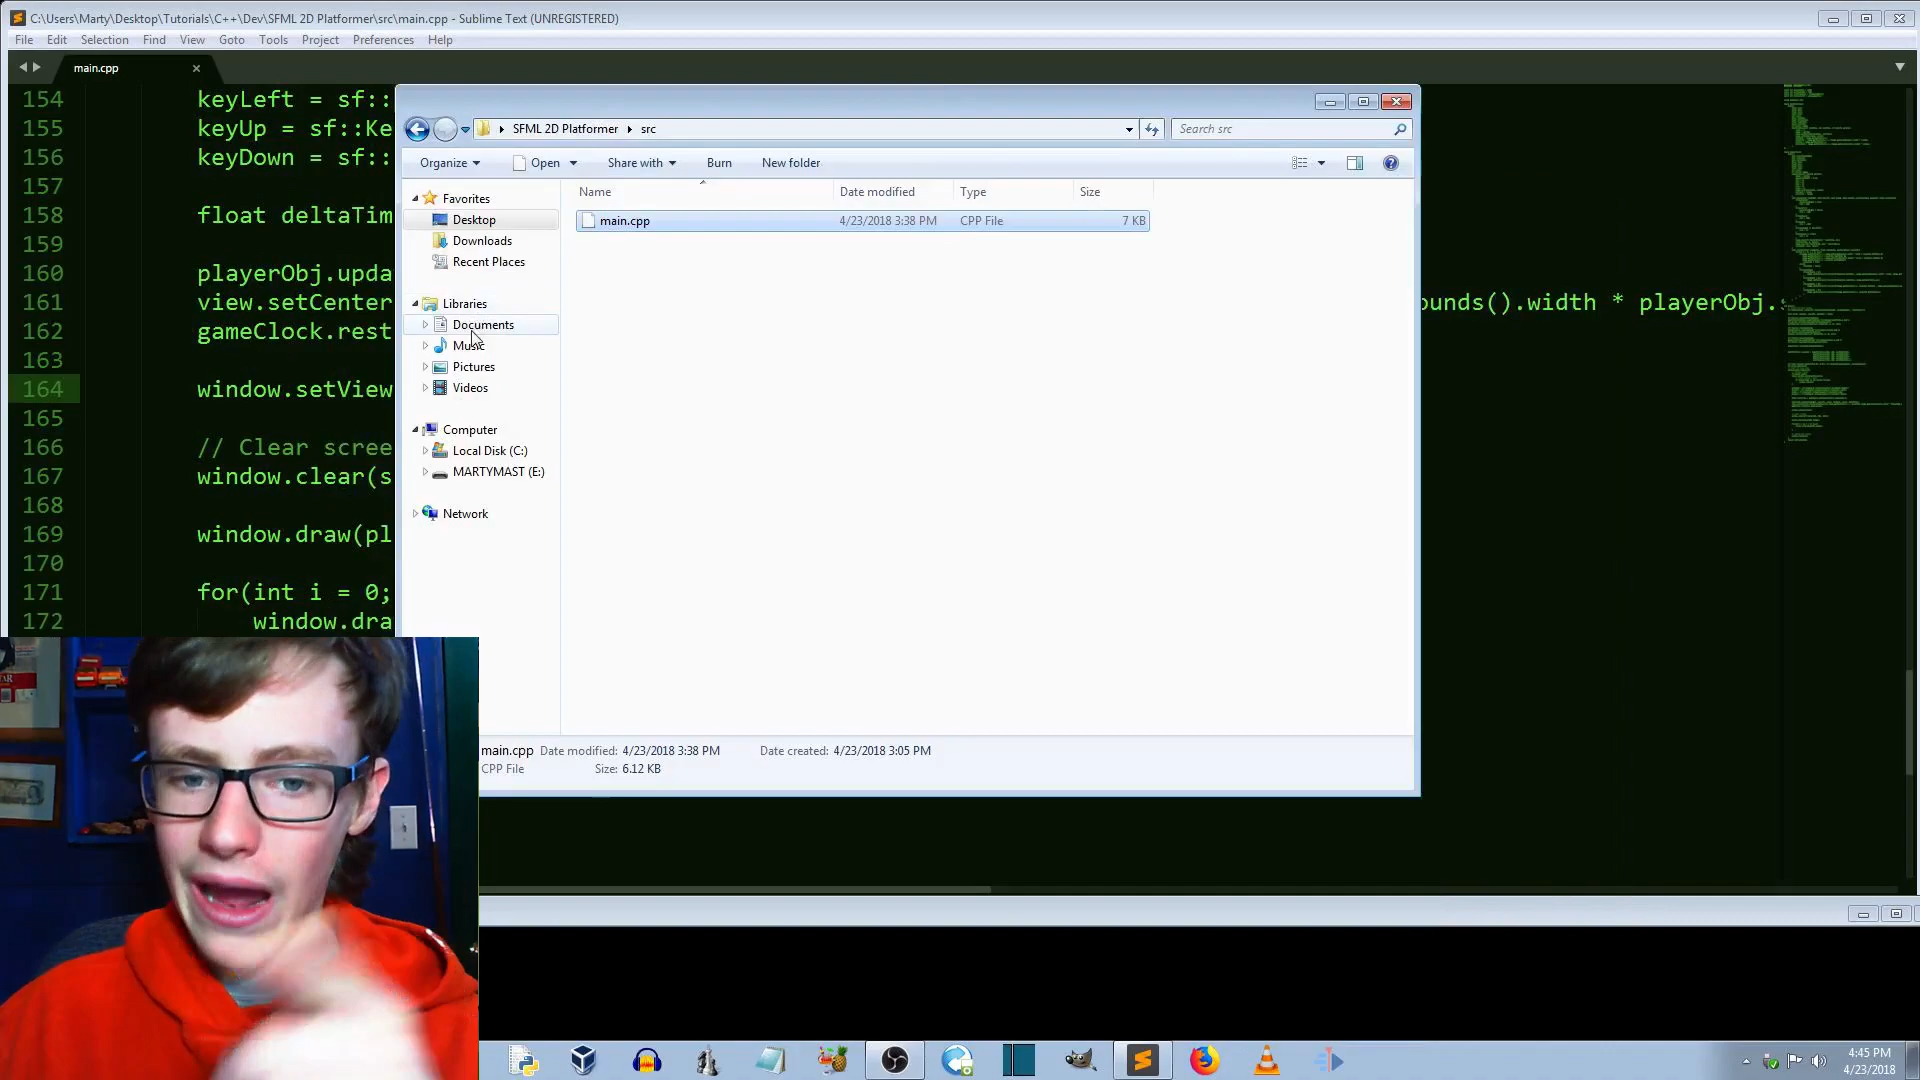 C:\Users\Marty\Desktop\Tutorials\C++\Dev\SFML 2D Platformer\src\main.cpp - Sublime Text (UNREGISTERED)
File Edit Selection Find View Goto Tools Project Preferences Help
main.cpp
154 keyLeft = sf::
155 keyUp = sf::Ke
156 keyDown = sf::
157
158 float deltaTim
159
160 playerObj.upda
161 view.setCenter
ounds().width * playerObj.
162 gameClock.rest
163
164 window.setView
165
166 // Clear scree
167 window.clear(s
168
169 window.draw(pl
170
171 for(int i = 0;
172 window.dra
SFML 2D Platformer src
Search src
Organize Open Share with Burn New folder
Name Date modified Type Size
main.cpp 4/23/2018 3:38 PM CPP File 7 KB
Favorites
Desktop
Downloads
Recent Places
Libraries
Documents
Music
Pictures
Videos
Computer
Local Disk (C:)
MARTYMAST (E:)
Network
main.cpp Date modified: 4/23/2018 3:38 PM Date created: 4/23/2018 3:05 PM
CPP File Size: 6.12 KB
4:45 PM
4/23/2018